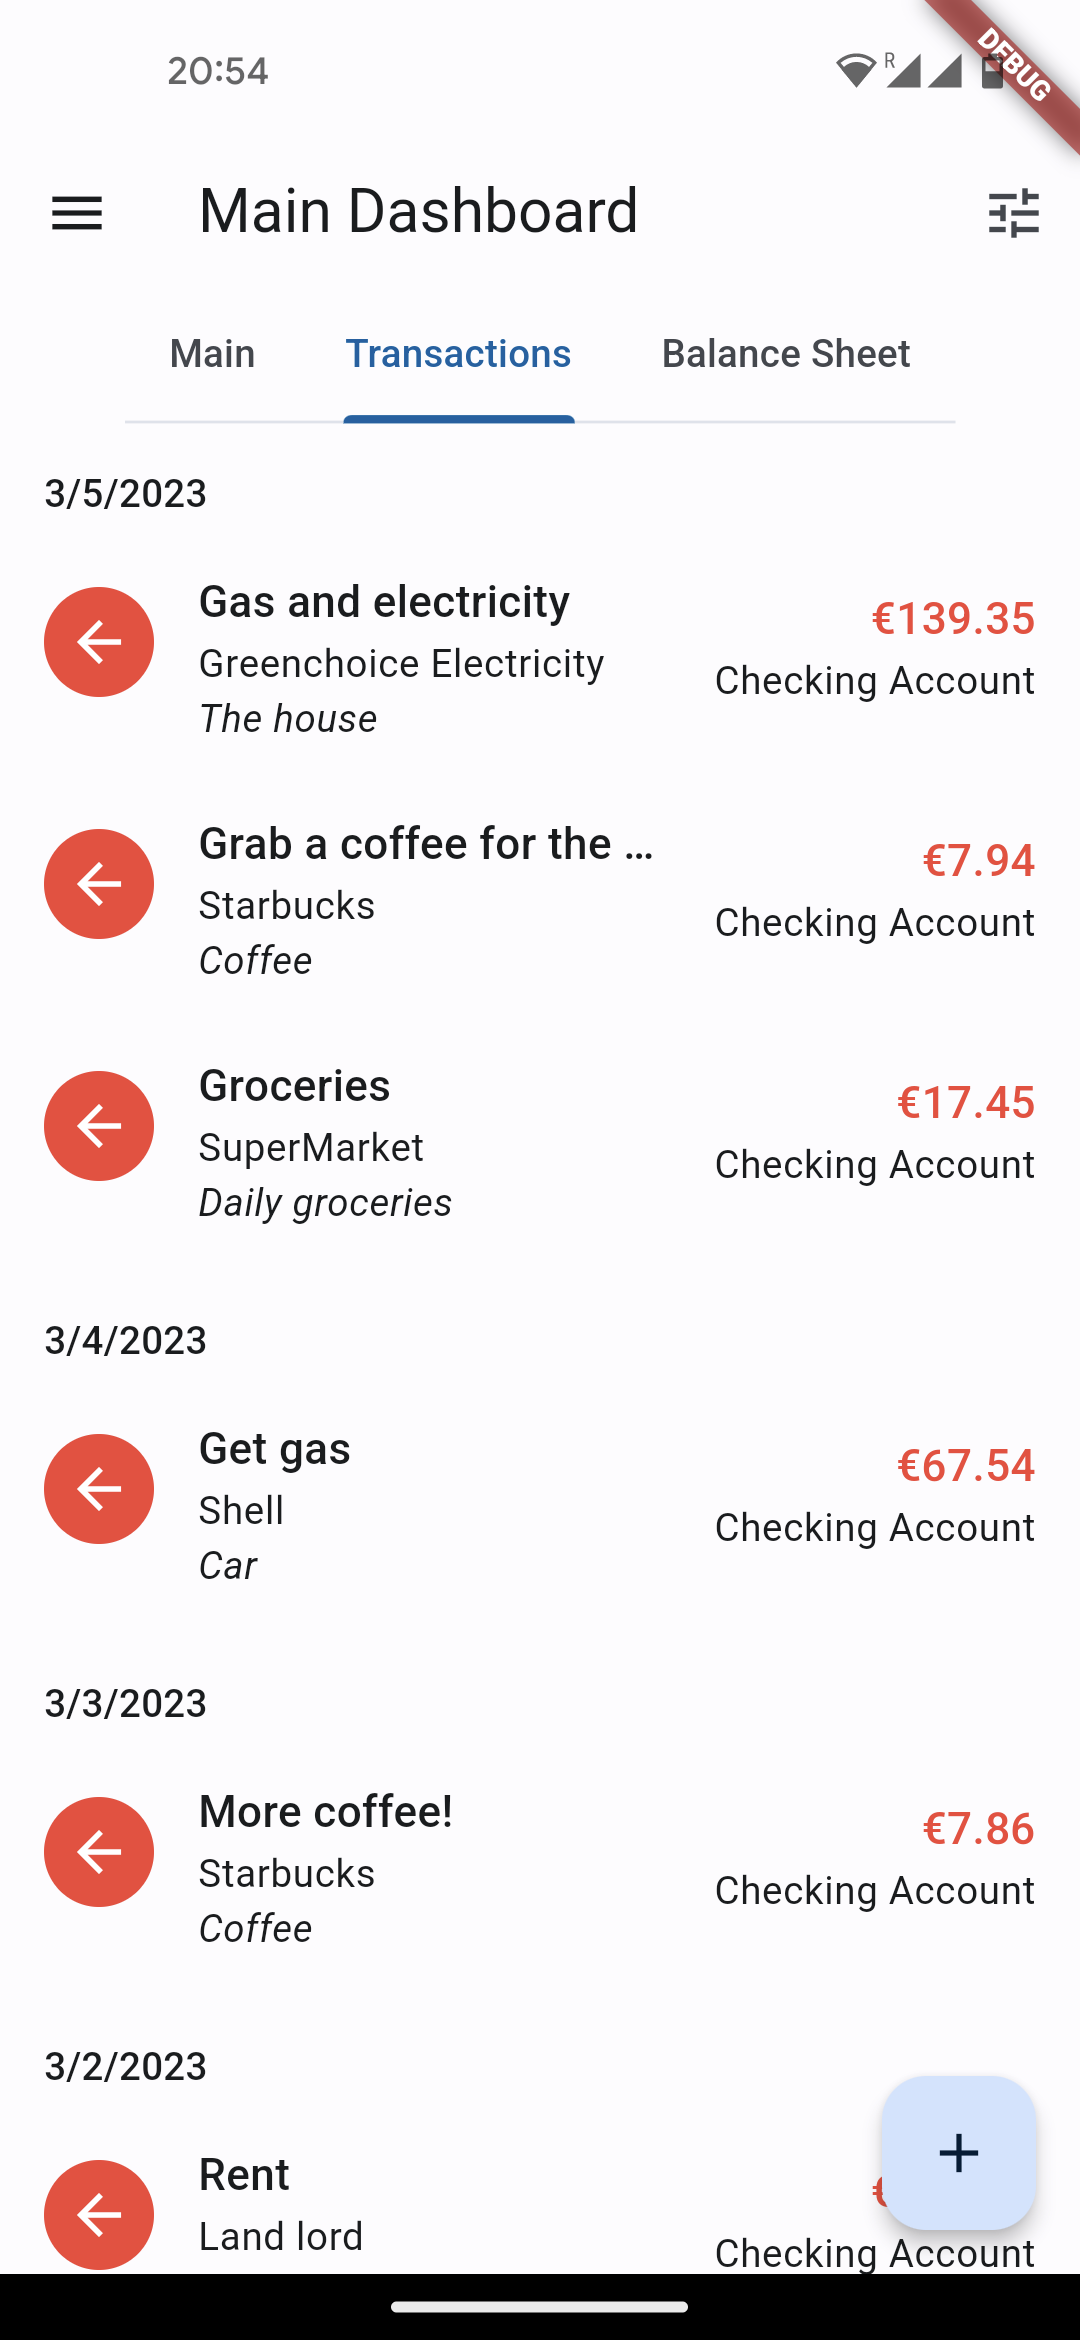 20:54
R
DEBUG
Main Dashboard
Main Transactions Balance Sheet
3/5/2023
Gas and electricity
€139.35
Greenchoice Electricity
Checking Account
The house
Grab a coffee for the ...
€7.94
Starbucks
Checking Account
Coffee
Groceries
€17.45
SuperMarket
Checking Account
Daily groceries
3/4/2023
Get gas
€67.54
Shell
Checking Account
Car
3/3/2023
More coffee!
€7.86
Starbucks
Checking Account
Coffee
3/2/2023
Rent
Land lord
Checking Account